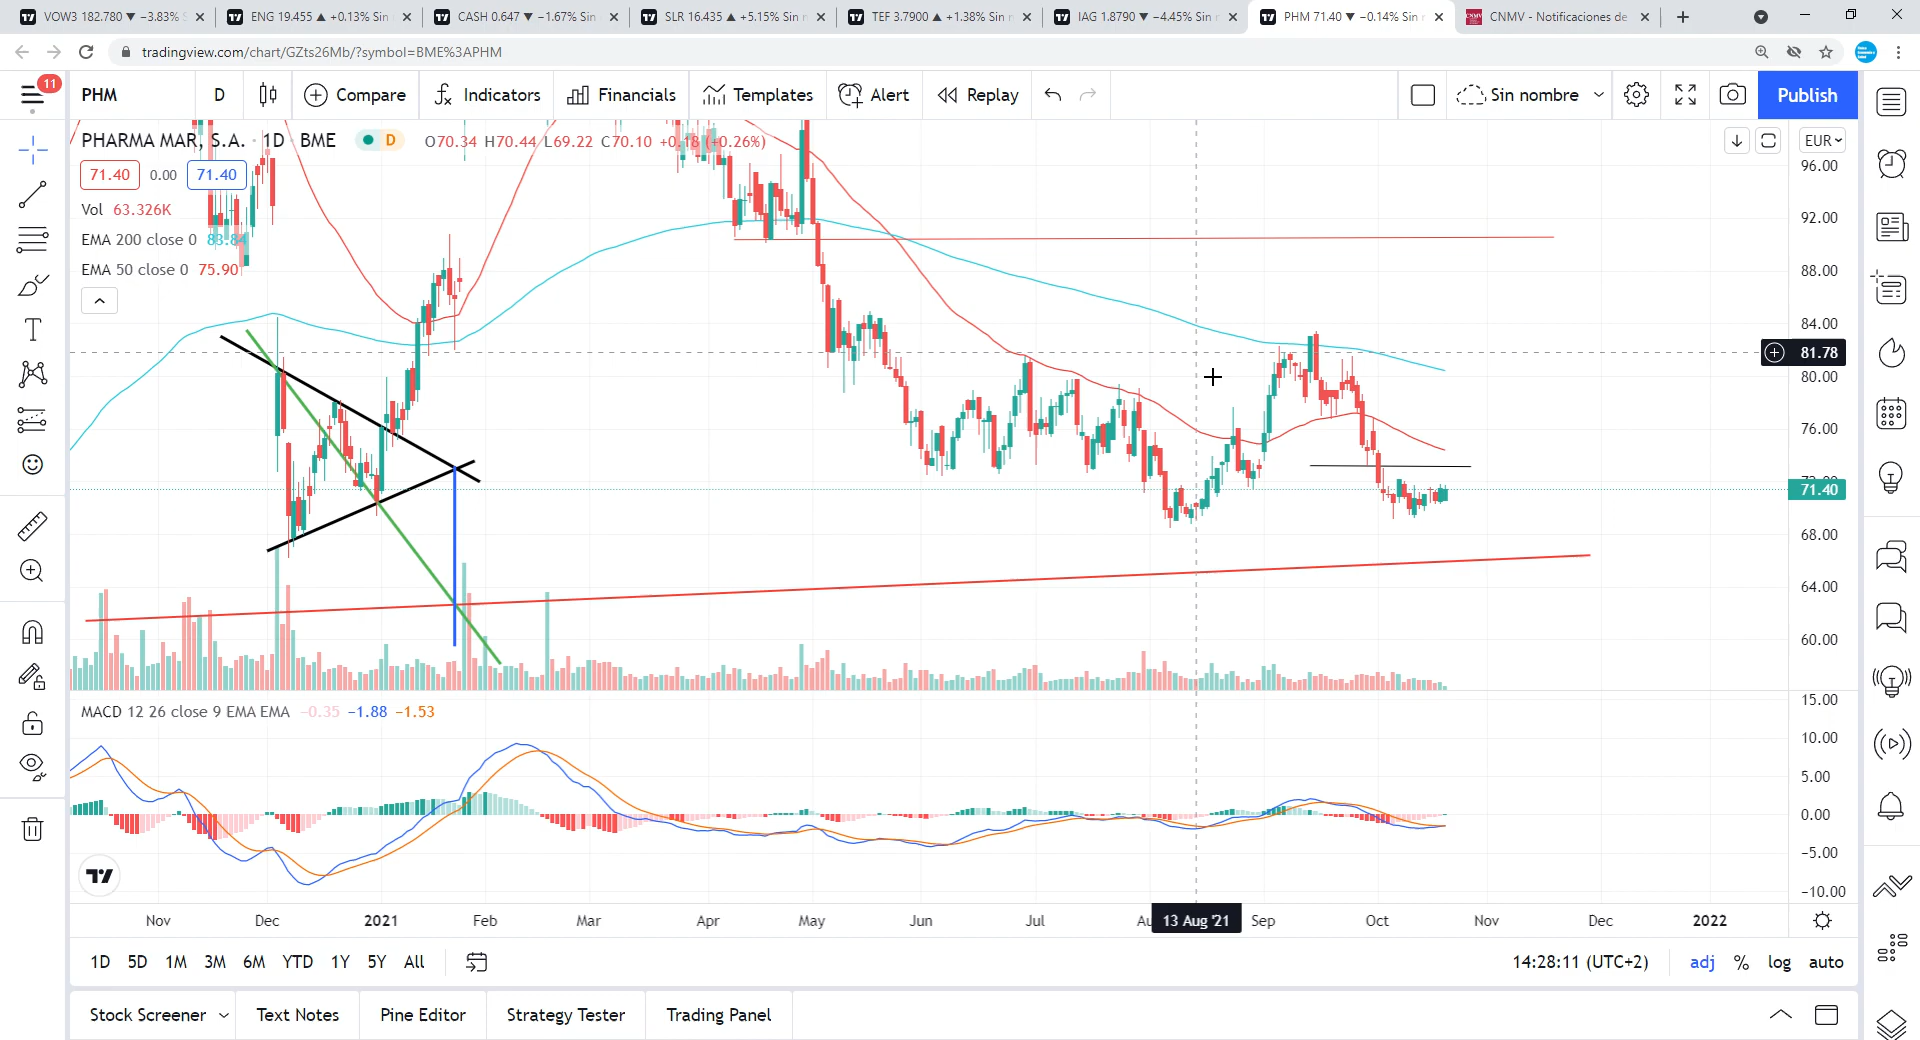 VOW3 182.780 ▼ −3.83% S
ENG 19.455 ▲ +0.13% Sin
CASH 0.647 ▼ −1.67% Sin
SLR 16.435 ▲ +5.15% Sin
TEF 3.7900 ▲ +1.38% Sin
IAG 1.8790 ▼ −4.45% Sin
PHM 71.40 ▼ −0.14% Sin
CNMV - Notificaciones de
tradingview.com/chart/GZts26Mb/?symbol=BME%3APHM
11
PHM
D
Compare
Indicators
Financials
Templates
Alert
Replay
Sin nombre
Publish
PHARMA MAR, S.A. · 1D · BME
D
O70.34 H70.44 L69.22 C70.10 +0.18 (+0.26%)
EUR
71.40 0.00 71.40
Vol 63.326K
EMA 200 close 0 83.84
EMA 50 close 0 75.90
96.00
92.00
88.00
84.00
81.78
80.00
76.00
71.40
68.00
64.00
60.00
MACD 12 26 close 9 EMA EMA −0.35 −1.88 −1.53
15.00
10.00
5.00
0.00
−5.00
−10.00
Nov Dec 2021 Feb Mar Apr May Jun Jul Au 13 Aug '21 Sep Oct Nov Dec 2022
1D 5D 1M 3M 6M YTD 1Y 5Y All
14:28:11 (UTC+2)
adj % log auto
Stock Screener
Text Notes
Pine Editor
Strategy Tester
Trading Panel